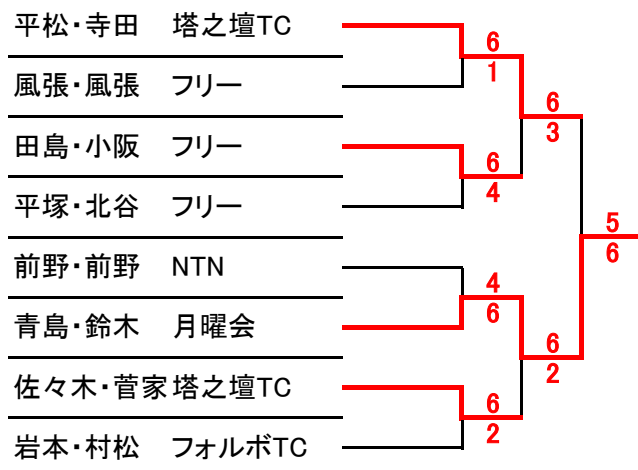 平松・寺田 塔之壇TC
6
1
風張・風張 フリー
6
3
田島・小阪 フリー
6
4
平塚・北谷 フリー
5
6
前野・前野 NTN
4
6
青島・鈴木 月曜会
6
2
佐々木・菅家 塔之壇TC
6
2
岩本・村松 フォルボTC